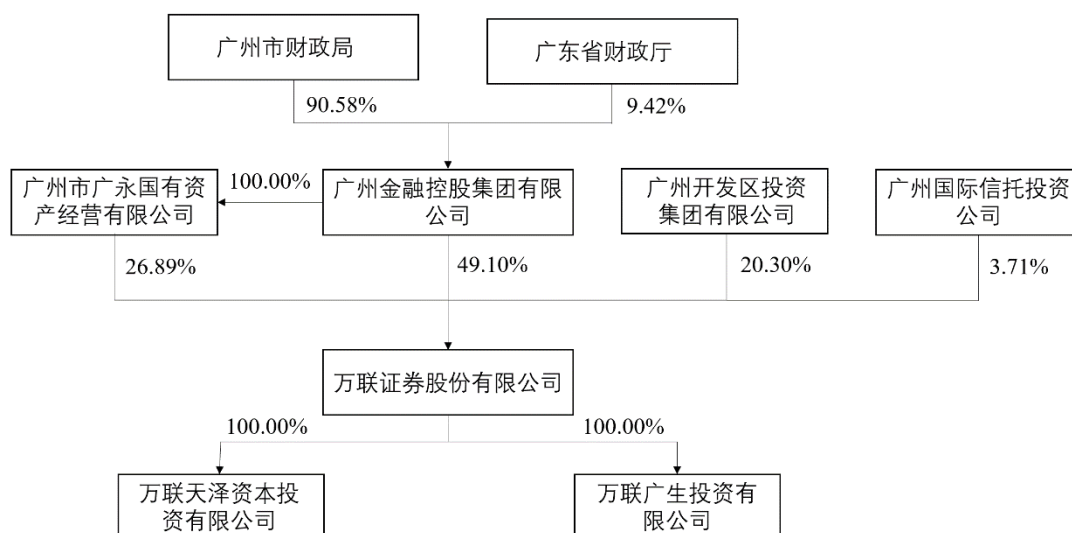 广州市财政局
广东省财政厅
90.58%
9.42%
广州市广永国有资
产经营有限公司
100.00%
广州金融控股集团有限
公司
广州开发区投资
集团有限公司
广州国际信托投资
公司
26.89%
49.10%
20.30%
3.71%
万联证券股份有限公司
100.00%
100.00%
万联天泽资本投
资有限公司
万联广生投资有
限公司